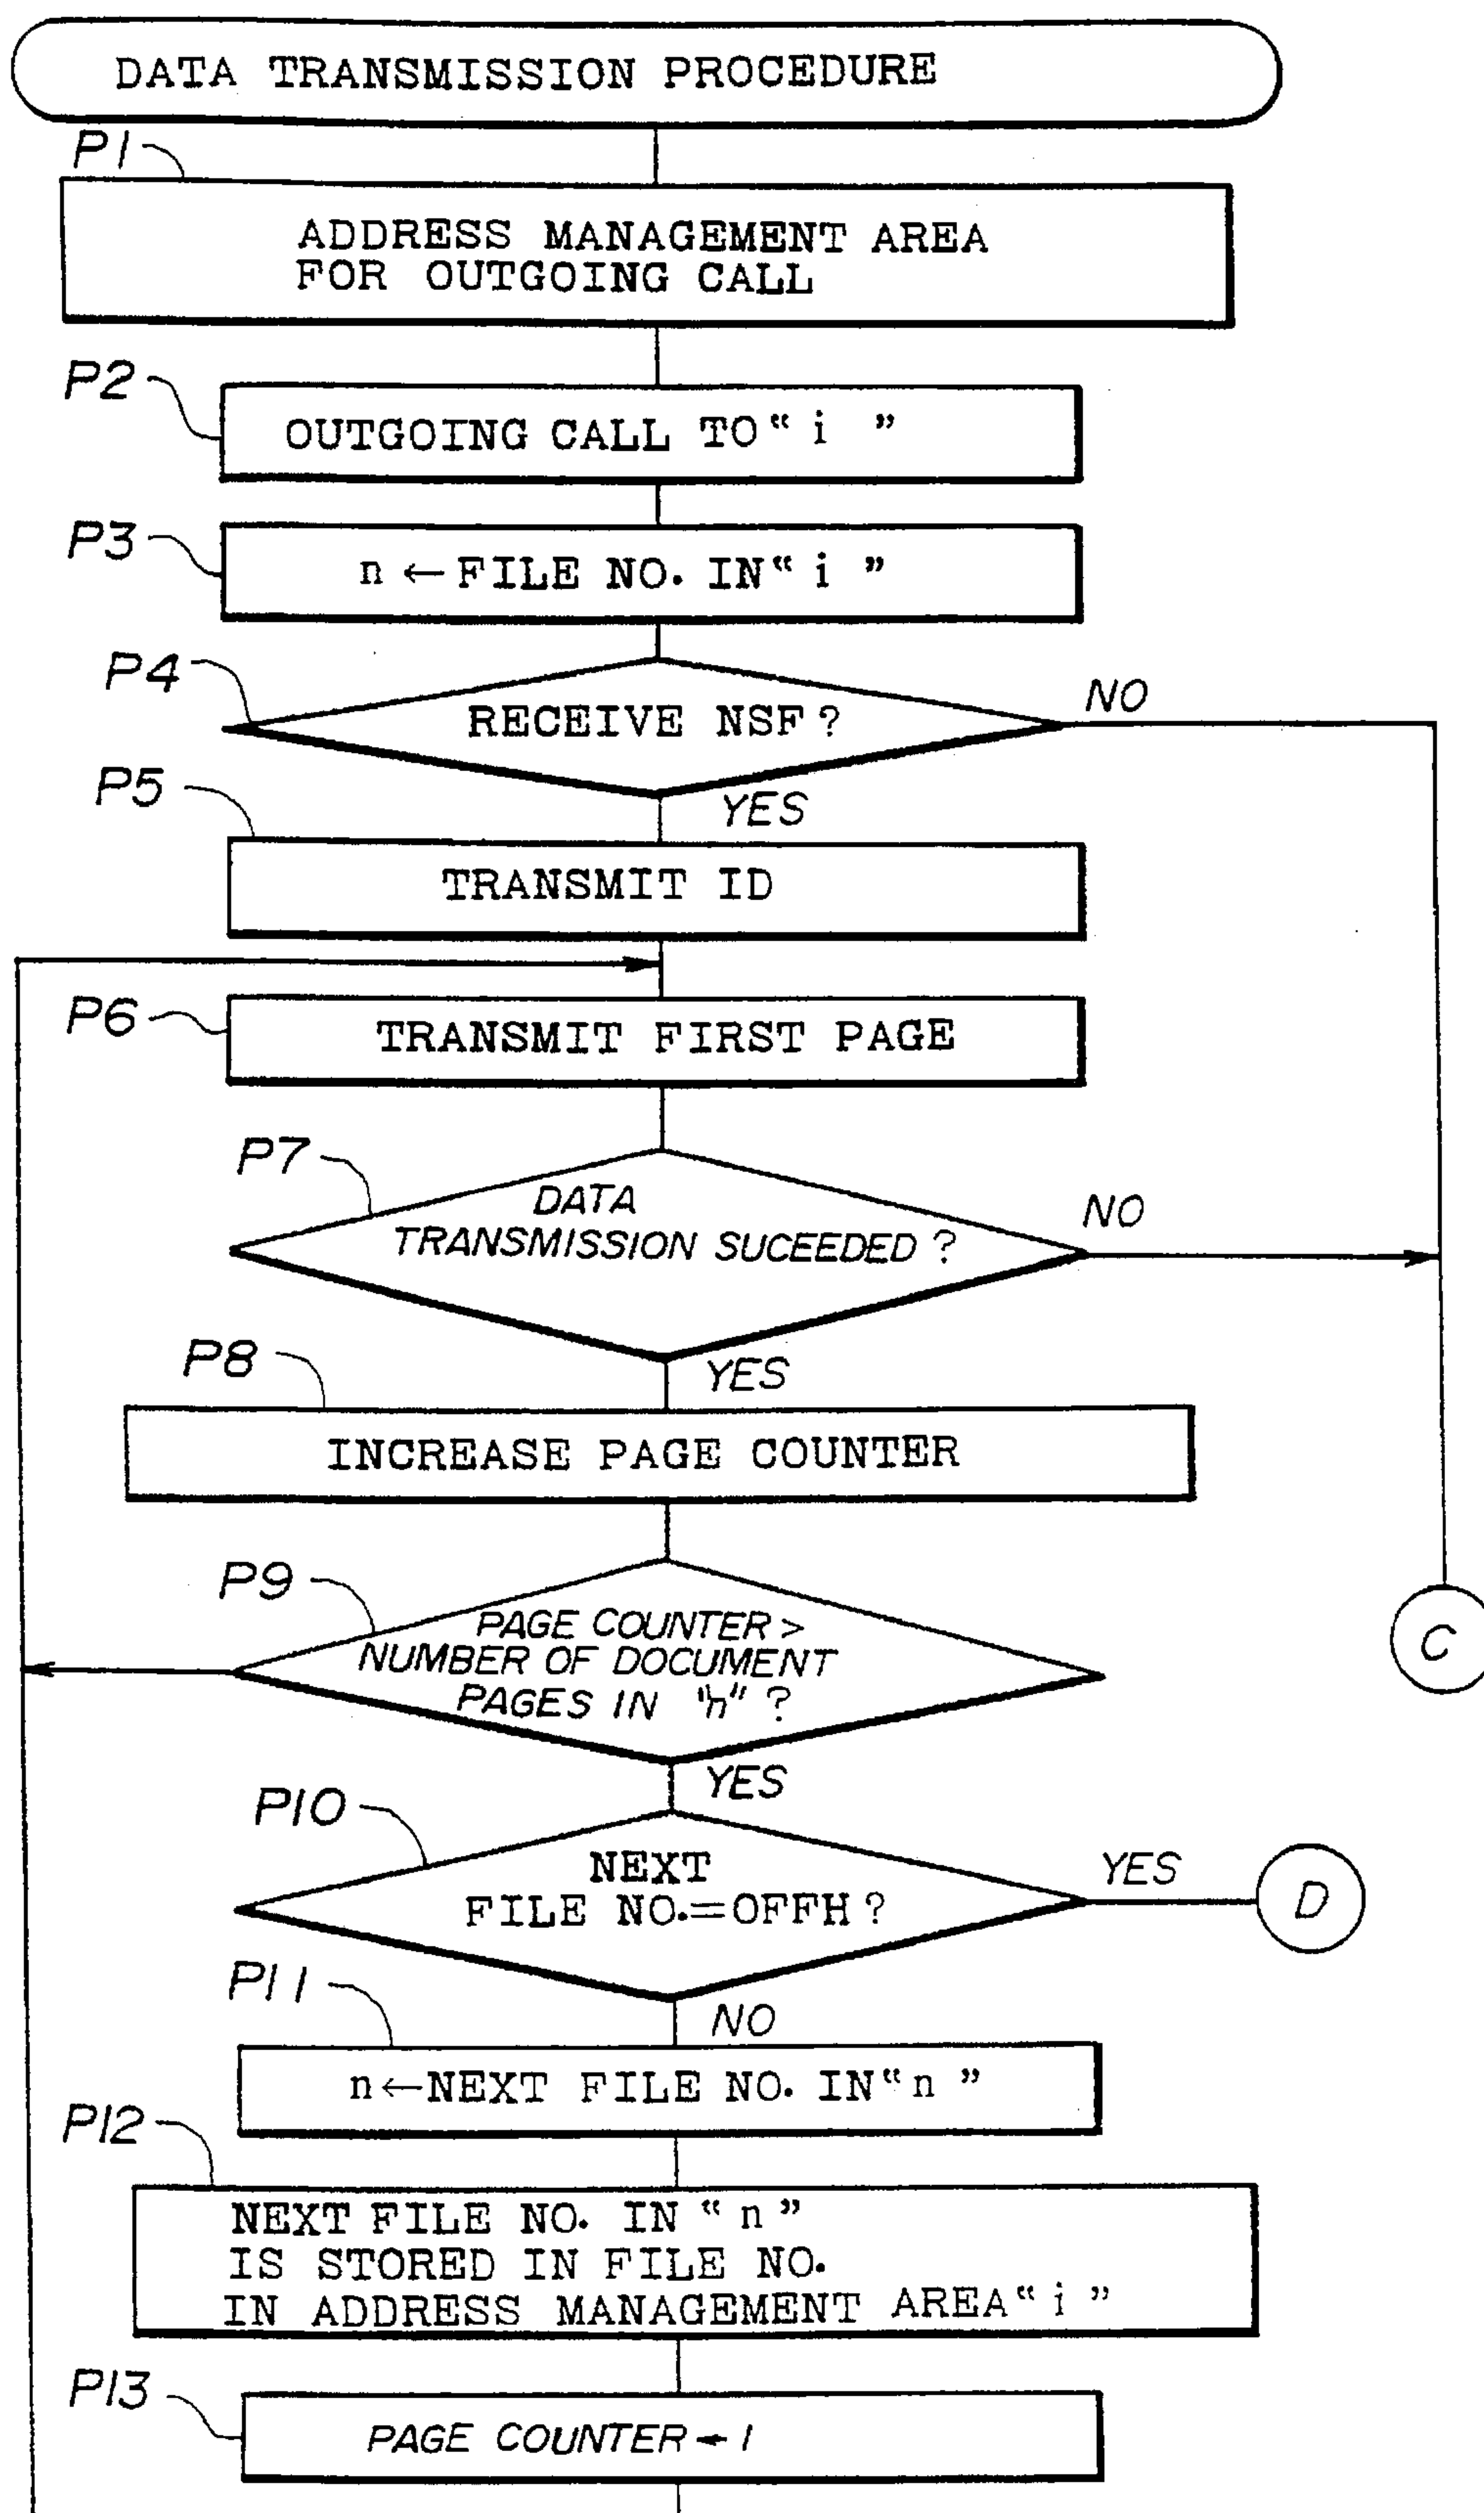 DATA TRANSMISSION PROCEDURE
P1
ADDRESS MANAGEMENT AREA
FOR OUTGOING CALL
P2
OUTGOING CALL TO “ i ”
P3
n ← FILE NO. IN “ i ”
P4
RECEIVE NSF ?
NO
YES
P5
TRANSMIT ID
P6
TRANSMIT FIRST PAGE
P7
DATA
TRANSMISSION SUCEEDED ?
NO
YES
P8
INCREASE PAGE COUNTER
P9
PAGE COUNTER >
NUMBER OF DOCUMENT
PAGES IN "n" ?
C
YES
P10
NEXT
FILE NO.=OFFH ?
YES
D
NO
P11
n ← NEXT FILE NO. IN “ n ”
P12
NEXT FILE NO. IN “ n ”
IS STORED IN FILE NO.
IN ADDRESS MANAGEMENT AREA “ i ”
P13
PAGE COUNTER ← 1